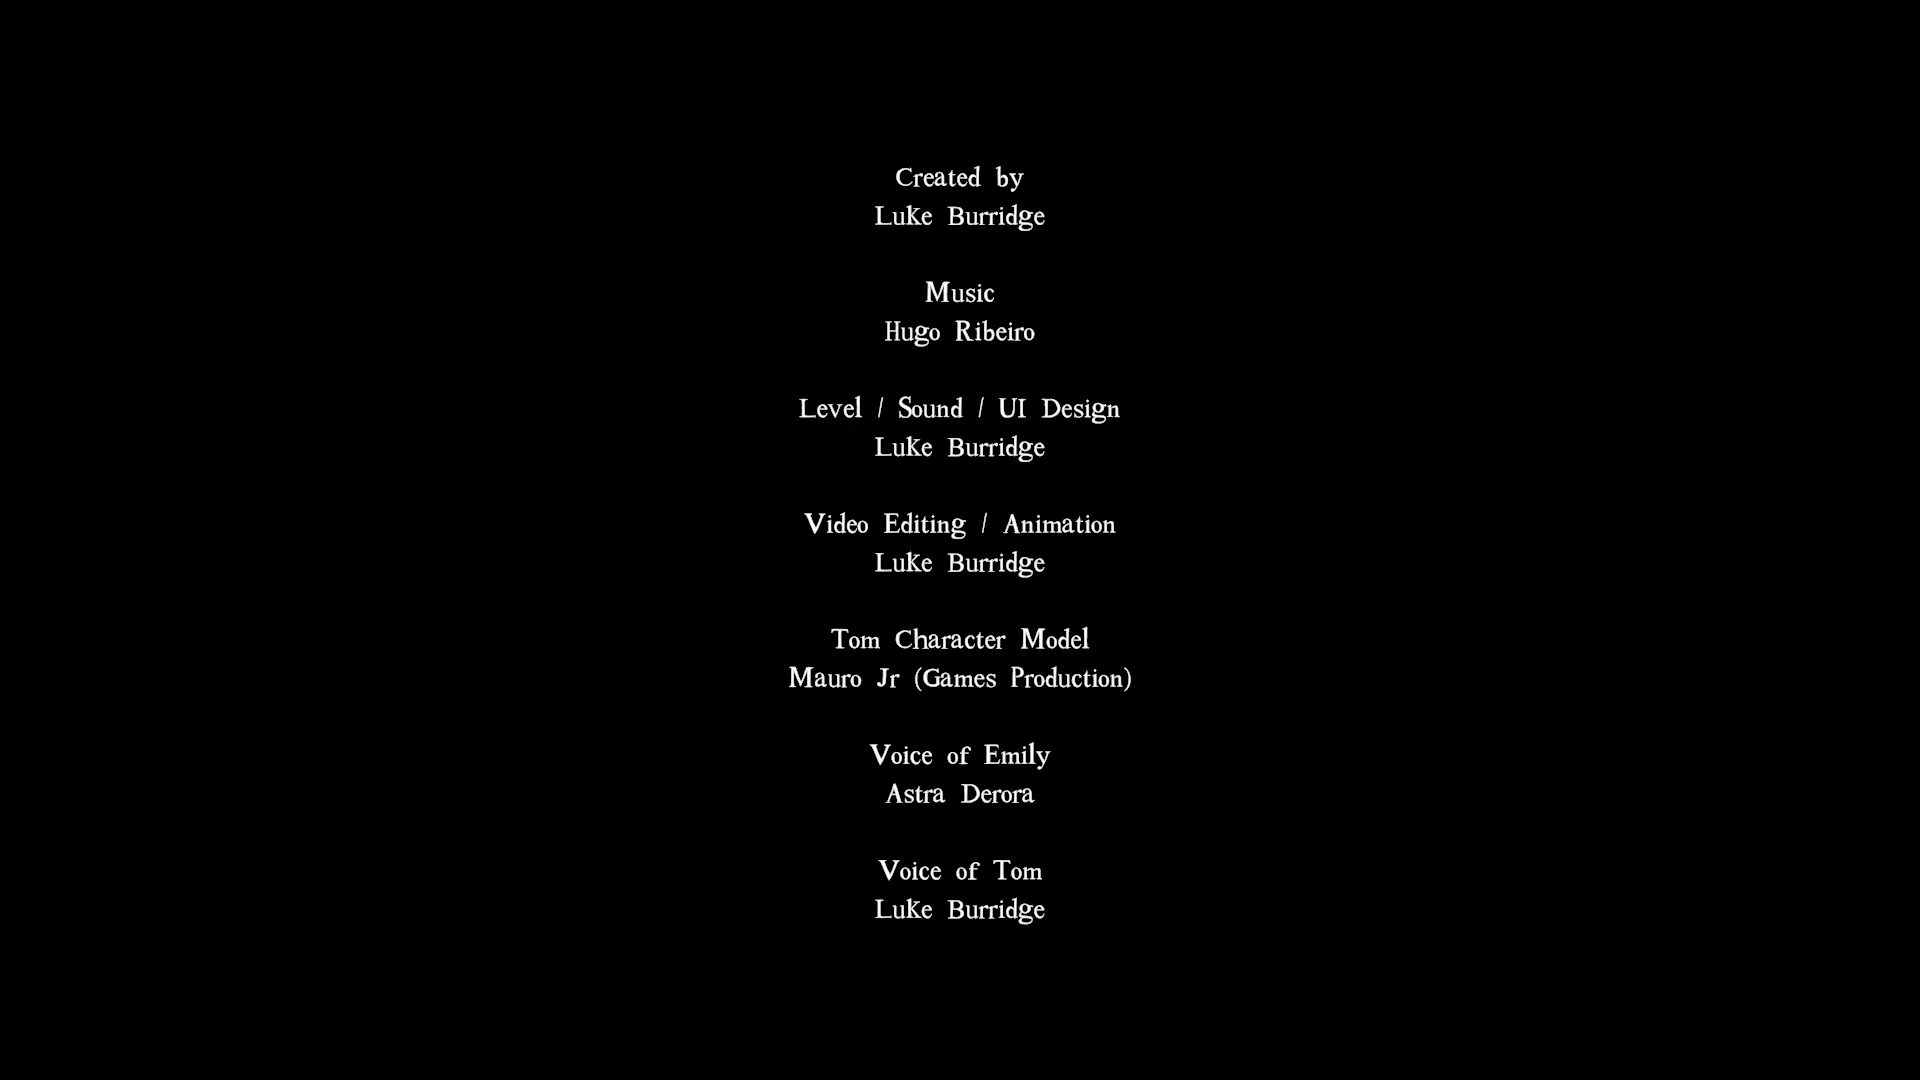 Created by
Luke Burridge
Music
Hugo Ribeiro
Level / Sound / UI Design
Luke Burridge
Video Editing / Animation
Luke Burridge
Tom Character Model
Mauro Jr (Games Production)
Voice of Emily
Astra Derora
Voice of Tom
Luke Burridge